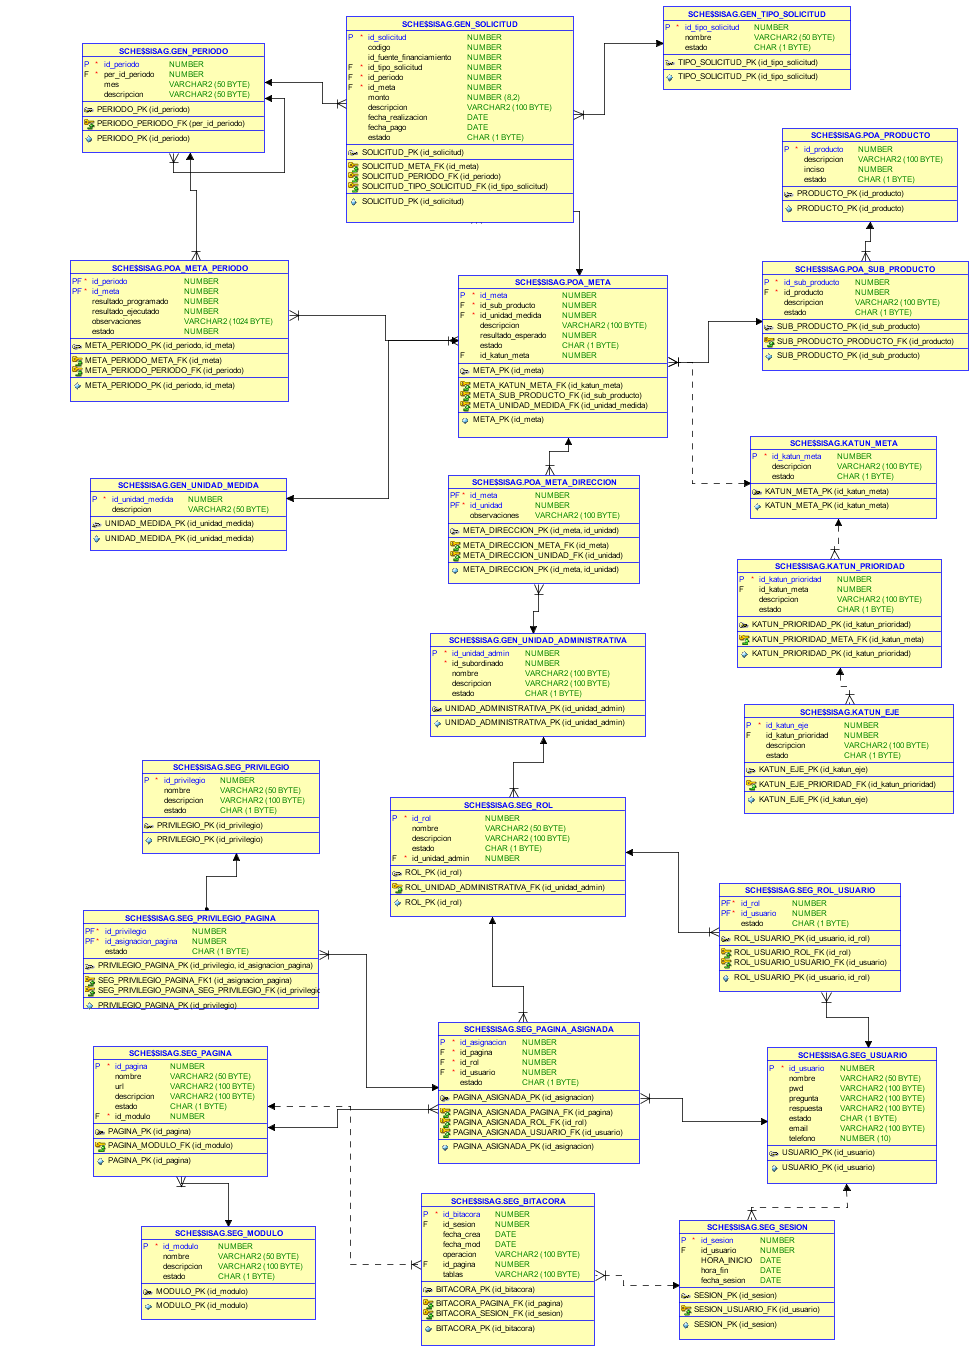 SCHE$SISAG.GEN_TIPO_SOLICITUD
P * id_tipo_solicitud NUMBER
nombre VARCHAR2 (50 BYTE)
estado CHAR (1 BYTE)
TIPO_SOLICITUD_PK (id_tipo_solicitud)
TIPO_SOLICITUD_PK (id_tipo_solicitud)
SCHE$SISAG.GEN_SOLICITUD
P * id_solicitud NUMBER
codigo NUMBER
id_fuente_financiamiento NUMBER
F * id_tipo_solicitud NUMBER
F * id_periodo NUMBER
F * id_meta NUMBER
monto NUMBER (8,2)
descripcion VARCHAR2 (100 BYTE)
fecha_realizacion DATE
fecha_pago DATE
estado CHAR (1 BYTE)
SOLICITUD_PK (id_solicitud)
SOLICITUD_META_FK (id_meta)
SOLICITUD_PERIODO_FK (id_periodo)
SOLICITUD_TIPO_SOLICITUD_FK (id_tipo_solicitud)
SOLICITUD_PK (id_solicitud)
SCHE$SISAG.GEN_PERIODO
P * id_periodo NUMBER
F * per_id_periodo NUMBER
mes VARCHAR2 (50 BYTE)
descripcion VARCHAR2 (50 BYTE)
PERIODO_PK (id_periodo)
PERIODO_PERIODO_FK (per_id_periodo)
PERIODO_PK (id_periodo)
SCHE$SISAG.POA_PRODUCTO
P * id_producto NUMBER
descripcion VARCHAR2 (100 BYTE)
inciso NUMBER
estado CHAR (1 BYTE)
PRODUCTO_PK (id_producto)
PRODUCTO_PK (id_producto)
SCHE$SISAG.POA_META_PERIODO
PF * id_periodo NUMBER
PF * id_meta NUMBER
resultado_programado NUMBER
resultado_ejecutado NUMBER
observaciones VARCHAR2 (1024 BYTE)
estado NUMBER
META_PERIODO_PK (id_periodo, id_meta)
META_PERIODO_META_FK (id_meta)
META_PERIODO_PERIODO_FK (id_periodo)
META_PERIODO_PK (id_periodo, id_meta)
SCHE$SISAG.POA_META
P * id_meta NUMBER
F * id_sub_producto NUMBER
F * id_unidad_medida NUMBER
descripcion VARCHAR2 (100 BYTE)
resultado_esperado NUMBER
estado CHAR (1 BYTE)
F id_katun_meta NUMBER
META_PK (id_meta)
META_KATUN_META_FK (id_katun_meta)
META_SUB_PRODUCTO_FK (id_sub_producto)
META_UNIDAD_MEDIDA_FK (id_unidad_medida)
META_PK (id_meta)
SCHE$SISAG.POA_SUB_PRODUCTO
P * id_sub_producto NUMBER
F * id_producto NUMBER
descripcion VARCHAR2 (100 BYTE)
estado CHAR (1 BYTE)
SUB_PRODUCTO_PK (id_sub_producto)
SUB_PRODUCTO_PRODUCTO_FK (id_producto)
SUB_PRODUCTO_PK (id_sub_producto)
SCHE$SISAG.KATUN_META
P * id_katun_meta NUMBER
descripcion VARCHAR2 (100 BYTE)
estado CHAR (1 BYTE)
KATUN_META_PK (id_katun_meta)
KATUN_META_PK (id_katun_meta)
SCHE$SISAG.GEN_UNIDAD_MEDIDA
P * id_unidad_medida NUMBER
descripcion VARCHAR2 (50 BYTE)
UNIDAD_MEDIDA_PK (id_unidad_medida)
UNIDAD_MEDIDA_PK (id_unidad_medida)
SCHE$SISAG.POA_META_DIRECCION
PF * id_meta NUMBER
PF * id_unidad NUMBER
observaciones VARCHAR2 (100 BYTE)
META_DIRECCION_PK (id_meta, id_unidad)
META_DIRECCION_META_FK (id_meta)
META_DIRECCION_UNIDAD_FK (id_unidad)
META_DIRECCION_PK (id_meta, id_unidad)
SCHE$SISAG.KATUN_PRIORIDAD
P * id_katun_prioridad NUMBER
F id_katun_meta NUMBER
descripcion VARCHAR2 (100 BYTE)
estado CHAR (1 BYTE)
KATUN_PRIORIDAD_PK (id_katun_prioridad)
KATUN_PRIORIDAD_META_FK (id_katun_meta)
KATUN_PRIORIDAD_PK (id_katun_prioridad)
SCHE$SISAG.GEN_UNIDAD_ADMINISTRATIVA
P * id_unidad_admin NUMBER
* id_subordinado NUMBER
nombre VARCHAR2 (100 BYTE)
descripcion VARCHAR2 (100 BYTE)
estado CHAR (1 BYTE)
UNIDAD_ADMINISTRATIVA_PK (id_unidad_admin)
UNIDAD_ADMINISTRATIVA_PK (id_unidad_admin)
SCHE$SISAG.KATUN_EJE
P * id_katun_eje NUMBER
F id_katun_prioridad NUMBER
descripcion VARCHAR2 (100 BYTE)
estado CHAR (1 BYTE)
KATUN_EJE_PK (id_katun_eje)
KATUN_EJE_PRIORIDAD_FK (id_katun_prioridad)
KATUN_EJE_PK (id_katun_eje)
SCHE$SISAG.SEG_PRIVILEGIO
P * id_privilegio NUMBER
nombre VARCHAR2 (50 BYTE)
descripcion VARCHAR2 (100 BYTE)
estado CHAR (1 BYTE)
PRIVILEGIO_PK (id_privilegio)
PRIVILEGIO_PK (id_privilegio)
SCHE$SISAG.SEG_ROL
P * id_rol NUMBER
nombre VARCHAR2 (50 BYTE)
descripcion VARCHAR2 (100 BYTE)
estado CHAR (1 BYTE)
F * id_unidad_admin NUMBER
ROL_PK (id_rol)
ROL_UNIDAD_ADMINISTRATIVA_FK (id_unidad_admin)
ROL_PK (id_rol)
SCHE$SISAG.SEG_ROL_USUARIO
PF * id_rol NUMBER
PF * id_usuario NUMBER
estado CHAR (1 BYTE)
ROL_USUARIO_PK (id_usuario, id_rol)
ROL_USUARIO_ROL_FK (id_rol)
ROL_USUARIO_USUARIO_FK (id_usuario)
ROL_USUARIO_PK (id_usuario, id_rol)
SCHE$SISAG.SEG_PRIVILEGIO_PAGINA
PF * id_privilegio NUMBER
PF * id_asignacion_pagina NUMBER
estado CHAR (1 BYTE)
PRIVILEGIO_PAGINA_PK (id_privilegio, id_asignacion_pagina)
SEG_PRIVILEGIO_PAGINA_FK1 (id_asignacion_pagina)
SEG_PRIVILEGIO_PAGINA_SEG_PRIVILEGIO_FK (id_privilegic
PRIVILEGIO_PAGINA_PK (id_privilegio)
SCHE$SISAG.SEG_PAGINA_ASIGNADA
P * id_asignacion NUMBER
F * id_pagina NUMBER
F * id_rol NUMBER
F * id_usuario NUMBER
estado CHAR (1 BYTE)
PAGINA_ASIGNADA_PK (id_asignacion)
PAGINA_ASIGNADA_PAGINA_FK (id_pagina)
PAGINA_ASIGNADA_ROL_FK (id_rol)
PAGINA_ASIGNADA_USUARIO_FK (id_usuario)
PAGINA_ASIGNADA_PK (id_asignacion)
SCHE$SISAG.SEG_PAGINA
P * id_pagina NUMBER
nombre VARCHAR2 (50 BYTE)
url VARCHAR2 (100 BYTE)
descripcion VARCHAR2 (100 BYTE)
estado CHAR (1 BYTE)
F * id_modulo NUMBER
PAGINA_PK (id_pagina)
PAGINA_MODULO_FK (id_modulo)
PAGINA_PK (id_pagina)
SCHE$SISAG.SEG_USUARIO
P * id_usuario NUMBER
nombre VARCHAR2 (50 BYTE)
pwd VARCHAR2 (100 BYTE)
pregunta VARCHAR2 (100 BYTE)
respuesta VARCHAR2 (100 BYTE)
estado CHAR (1 BYTE)
email VARCHAR2 (100 BYTE)
telefono NUMBER (10)
USUARIO_PK (id_usuario)
USUARIO_PK (id_usuario)
SCHE$SISAG.SEG_MODULO
P * id_modulo NUMBER
nombre VARCHAR2 (50 BYTE)
descripcion VARCHAR2 (100 BYTE)
estado CHAR (1 BYTE)
MODULO_PK (id_modulo)
MODULO_PK (id_modulo)
SCHE$SISAG.SEG_BITACORA
P * id_bitacora NUMBER
F id_sesion NUMBER
fecha_crea DATE
fecha_mod DATE
operacion VARCHAR2 (100 BYTE)
F id_pagina NUMBER
tablas VARCHAR2 (100 BYTE)
BITACORA_PK (id_bitacora)
BITACORA_PAGINA_FK (id_pagina)
BITACORA_SESION_FK (id_sesion)
BITACORA_PK (id_bitacora)
SCHE$SISAG.SEG_SESION
P * id_sesion NUMBER
F id_usuario NUMBER
HORA_INICIO DATE
hora_fin DATE
fecha_sesion DATE
SESION_PK (id_sesion)
SESION_USUARIO_FK (id_usuario)
SESION_PK (id_sesion)